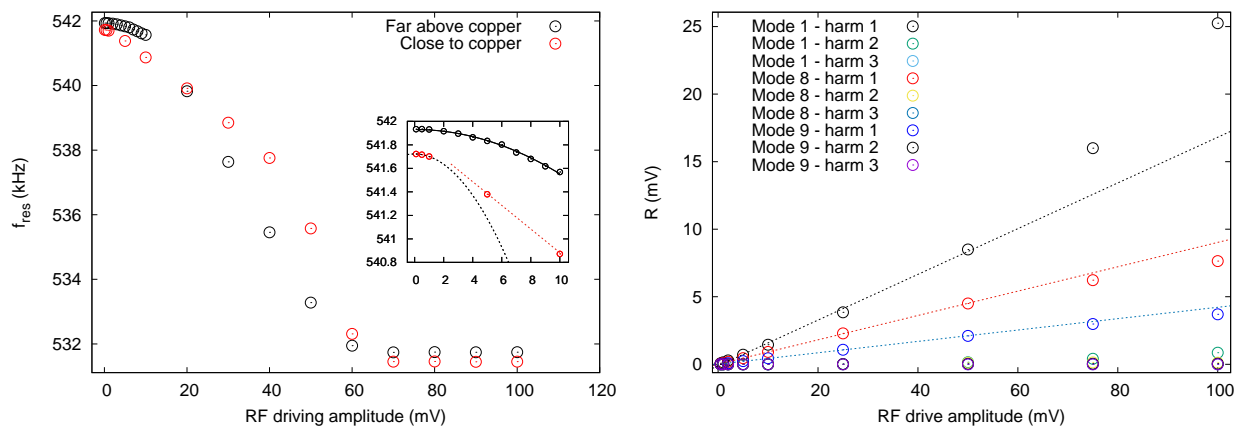 542
540
538
536
534
532
f_res (kHz)
0 20 40 60 80 100 120
RF driving amplitude (mV)
Far above copper
Close to copper
542
541.8
541.6
541.4
541.2
541
540.8
0 2 4 6 8 10
25
20
15
10
5
0
R (mV)
0 20 40 60 80 100
RF drive amplitude (mV)
Mode 1 - harm 1
Mode 1 - harm 2
Mode 1 - harm 3
Mode 8 - harm 1
Mode 8 - harm 2
Mode 8 - harm 3
Mode 9 - harm 1
Mode 9 - harm 2
Mode 9 - harm 3